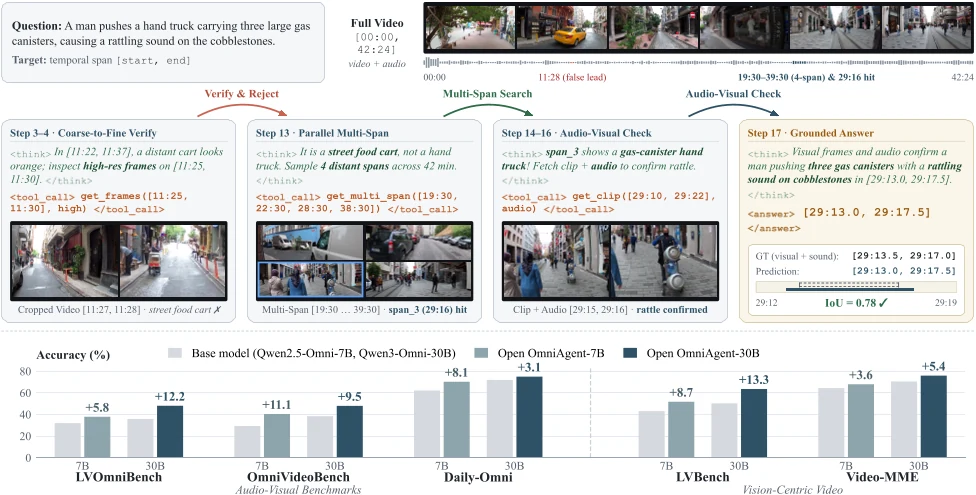 Question: A man pushes a hand truck carrying three large gas
canisters, causing a rattling sound on the cobblestones.
Target: temporal span [start, end]
Full Video
[00:00,
42:24]
video + audio
00:00
11:28 (false lead)
19:30–39:30 (4-span) & 29:16 hit
42:24
Verify & Reject
Multi-Span Search
Audio-Visual Check
Step 3–4 · Coarse-to-Fine Verify
<think> In [11:22, 11:37], a distant cart looks
orange; inspect high-res frames on [11:25,
11:30]. </think>
<tool_call> get_frames([11:25,
11:30], high) </tool_call>
Cropped Video [11:27, 11:28] · street food cart ✗
Step 13 · Parallel Multi-Span
<think> It is a street food cart, not a hand
truck. Sample 4 distant spans across 42 min.
</think>
<tool_call> get_multi_span([19:30,
22:30, 28:30, 38:30]) </tool_call>
Multi-Span [19:30 … 39:30] · span_3 (29:16) hit
Step 14–16 · Audio-Visual Check
<think> span_3 shows a gas-canister hand
truck! Fetch clip + audio to confirm rattle.
</think>
<tool_call> get_clip([29:10, 29:22],
audio) </tool_call>
Clip + Audio [29:15, 29:16] · rattle confirmed
Step 17 · Grounded Answer
<think> Visual frames and audio confirm a
man pushing three gas canisters with a rattling
sound on cobblestones in [29:13.0, 29:17.5].
</think>
<answer> [29:13.0, 29:17.5]
</answer>
GT (visual + sound): [29:13.5, 29:17.0]
Prediction: [29:13.0, 29:17.5]
29:12 IoU = 0.78 ✓ 29:19
Accuracy (%)
Base model (Qwen2.5-Omni-7B, Qwen3-Omni-30B)
Open OmniAgent-7B
Open OmniAgent-30B
80
60
40
20
0
+5.8
+12.2
+11.1
+9.5
+8.1
+3.1
+8.7
+13.3
+3.6
+5.4
7B 30B 7B 30B 7B 30B 7B 30B 7B 30B
LVOmniBench OmniVideoBench Daily-Omni LVBench Video-MME
Audio-Visual Benchmarks Vision-Centric Video